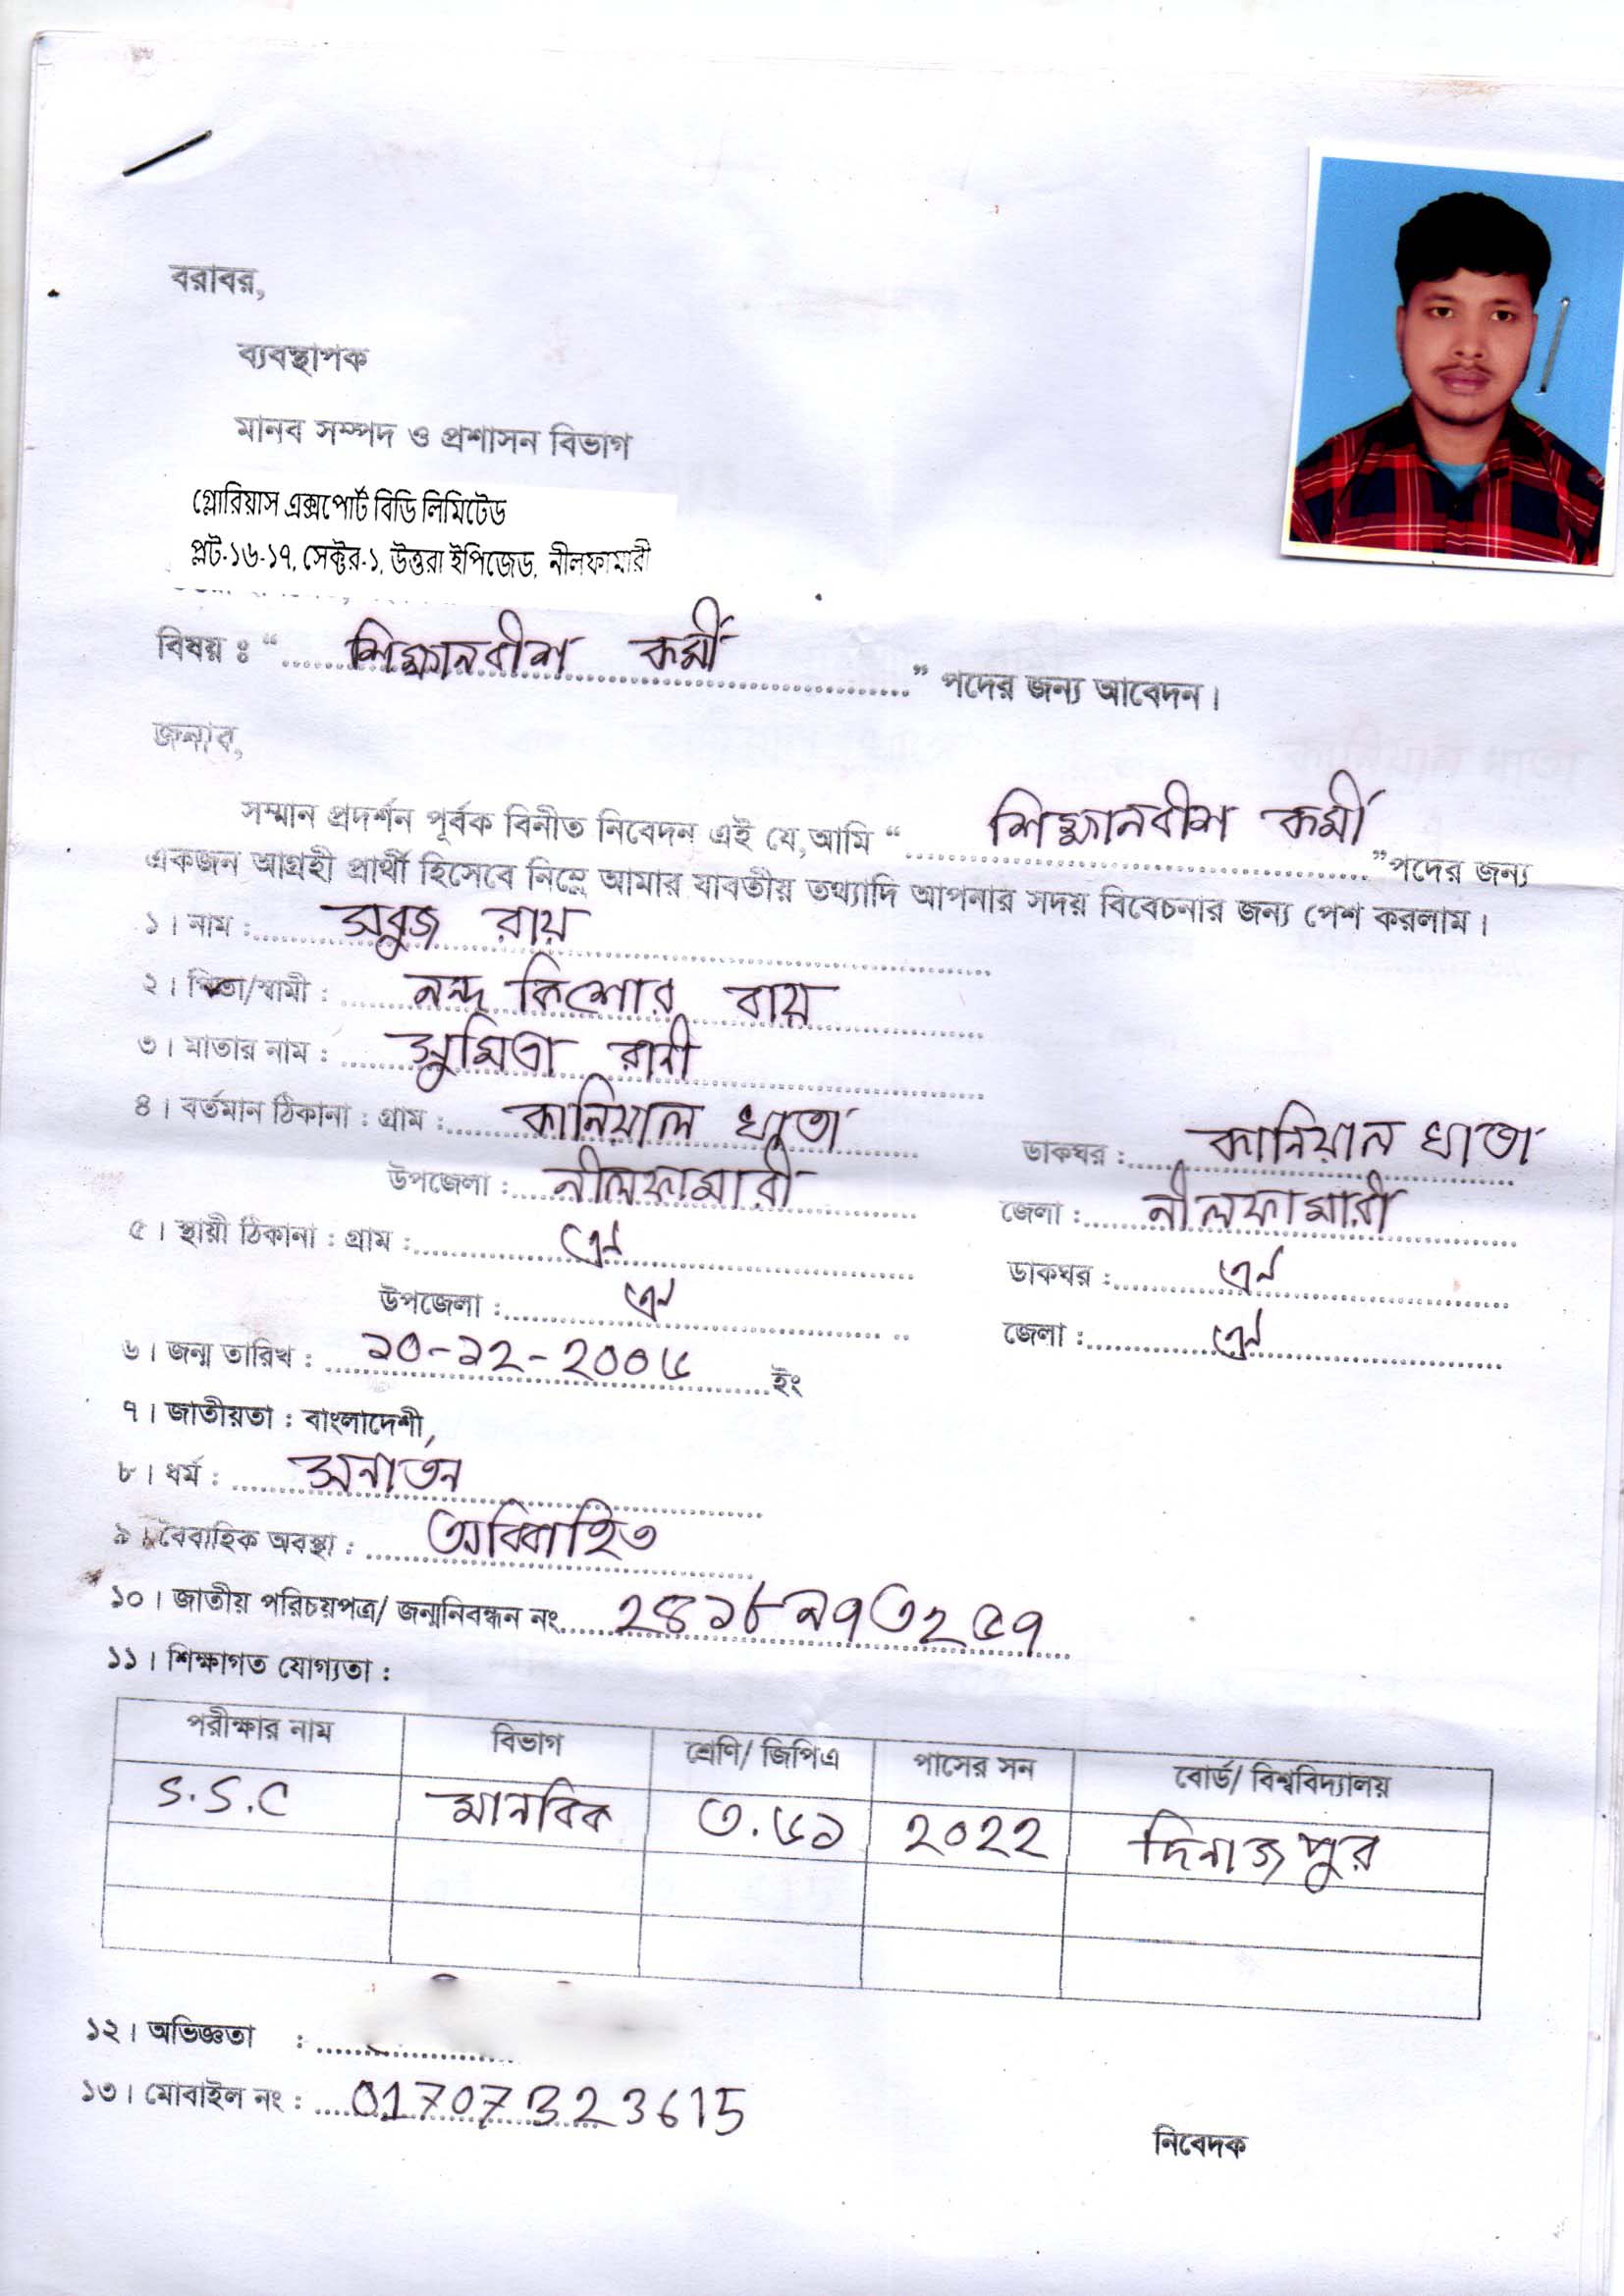 বরাবর,
ব্যবস্থাপক
মানব সম্পদ ও প্রশাসন বিভাগ
গ্লোরিয়াস এক্সপোর্ট বিডি লিমিটেড
প্লট-১৬-১৭, সেক্টর-১, উত্তরা ইপিজেড, নীলফামারী
বিষয় ঃ “ শিক্ষানবীশ কর্মী ” পদের জন্য আবেদন।
জনাব,
সম্মান প্রদর্শন পূর্বক বিনীত নিবেদন এই যে,আমি “ শিক্ষানবীশ কর্মী ”পদের জন্য
একজন আগ্রহী প্রার্থী হিসেবে নিম্নে আমার যাবতীয় তথ্যাদি আপনার সদয় বিবেচনার জন্য পেশ করলাম।
১। নাম : সবুজ রায়
২। পিতা/স্বামী : নন্দ কিশোর রায়
৩। মাতার নাম : সুমিত্রা রানী
৪। বর্তমান ঠিকানা : গ্রাম : কানিয়াল খাতা ডাকঘর : কানিয়াল খাতা
উপজেলা : নীলফামারী জেলা : নীলফামারী
৫। স্থায়ী ঠিকানা : গ্রাম : ঐ ডাকঘর : ঐ
উপজেলা : ঐ জেলা : ঐ
৬। জন্ম তারিখ : ১০-১২-২০০৬ ইং
৭। জাতীয়তা : বাংলাদেশী,
৮। ধর্ম : সনাতন
৯। বৈবাহিক অবস্থা : অবিবাহিত
১০। জাতীয় পরিচয়পত্র/ জন্মনিবন্ধন নং ২৪১৮৯৭৩২৫৭
১১। শিক্ষাগত যোগ্যতা :
পরীক্ষার নাম বিভাগ শ্রেণি/ জিপিএ পাসের সন বোর্ড/ বিশ্ববিদ্যালয়
S.S.C মানবিক ৩.৬১ ২০২২ দিনাজপুর
১২। অভিজ্ঞতা :
১৩। মোবাইল নং : 01707323615
নিবেদক